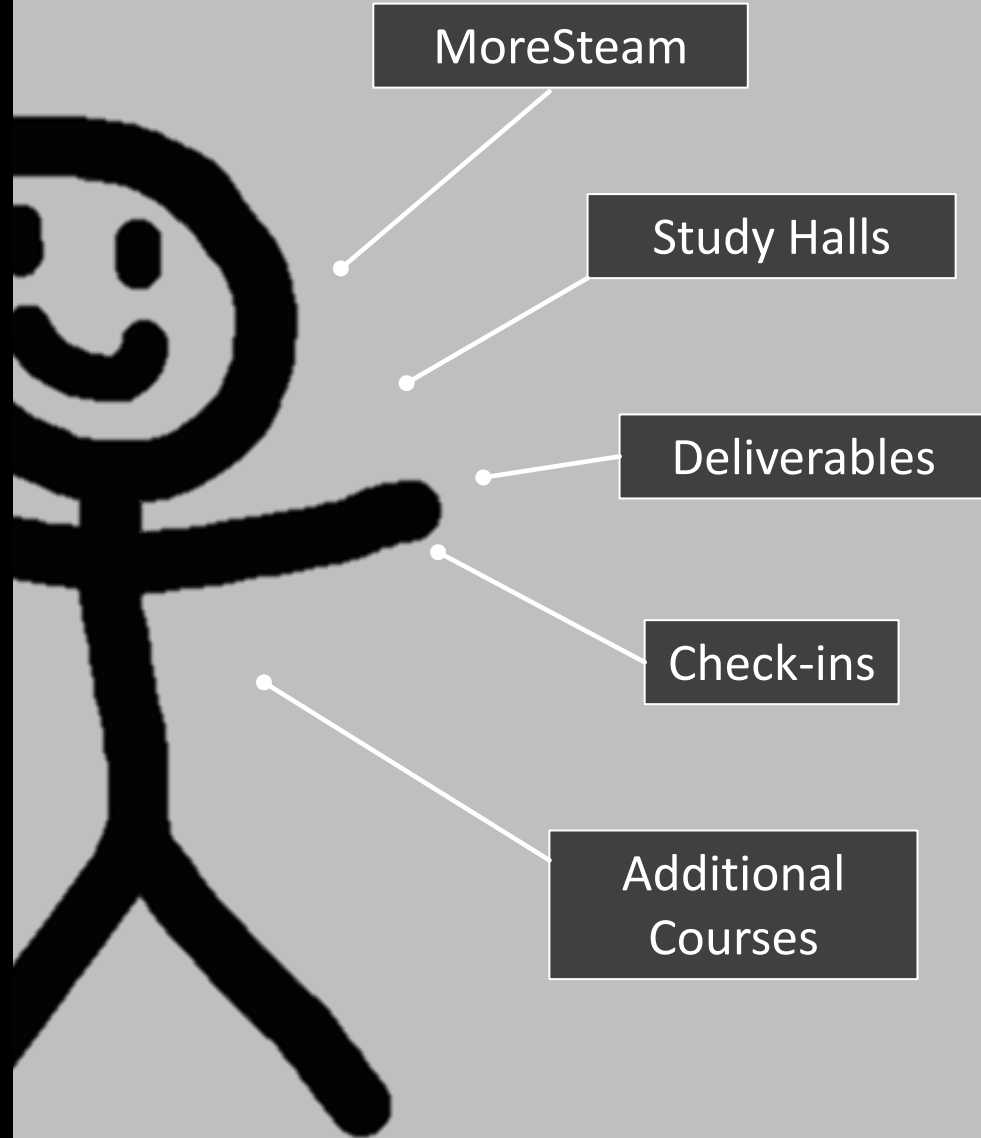 MoreSteam
Study Halls
Deliverables
Check-ins
Additional
Courses